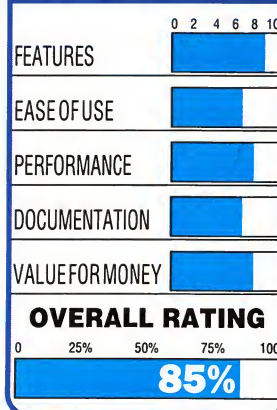 0 2 4 6 8 10
FEATURES
EASE OF USE
PERFORMANCE
DOCUMENTATION
VALUE FOR MONEY
OVERALL RATING
0 25% 50% 75% 100
85%